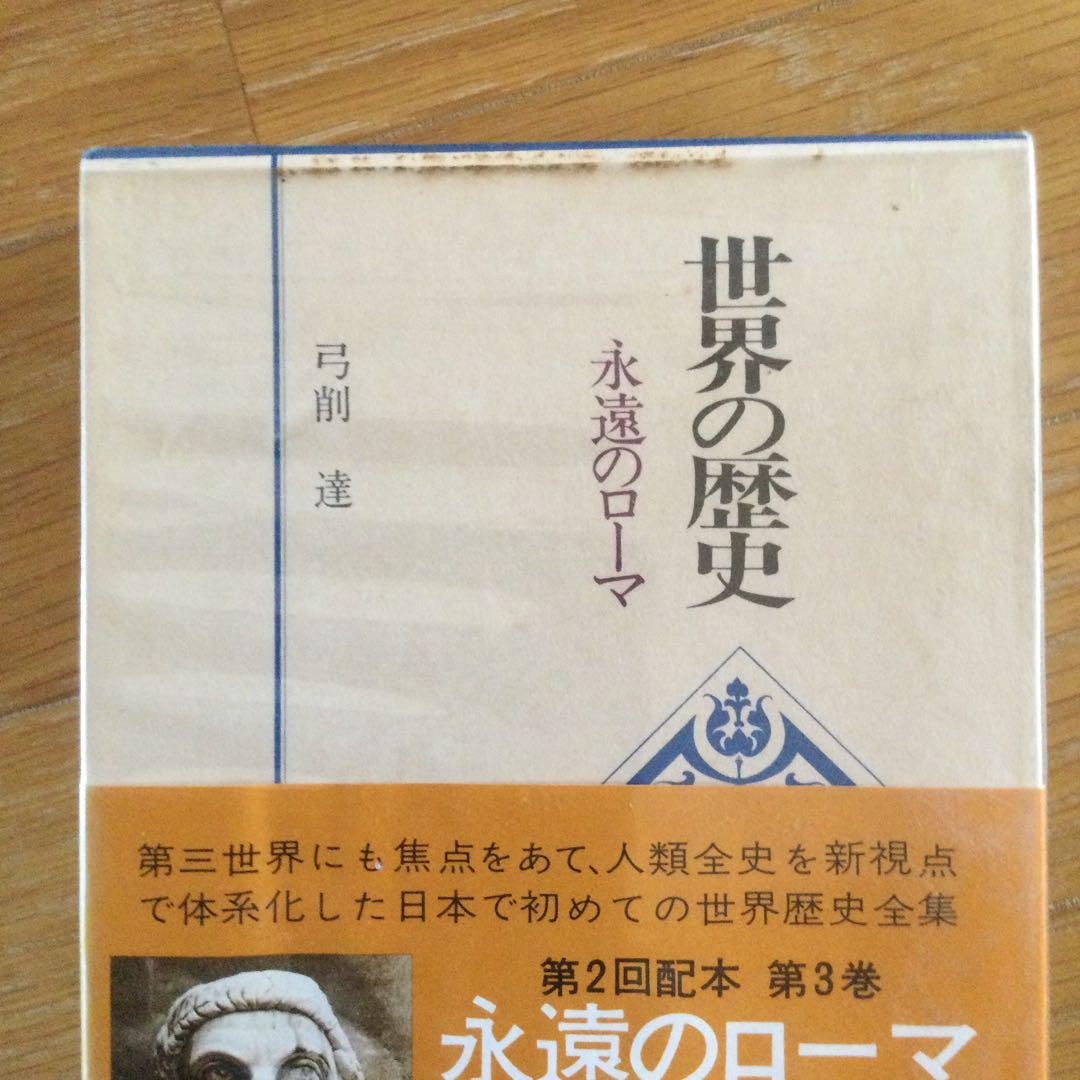 世界の歴史
永遠のローマ
弓削 達
第三世界にも焦点をあて、人類全史を新視点
で体系化した日本で初めての世界歴史全集
第2回配本 第3巻
永遠のローマ